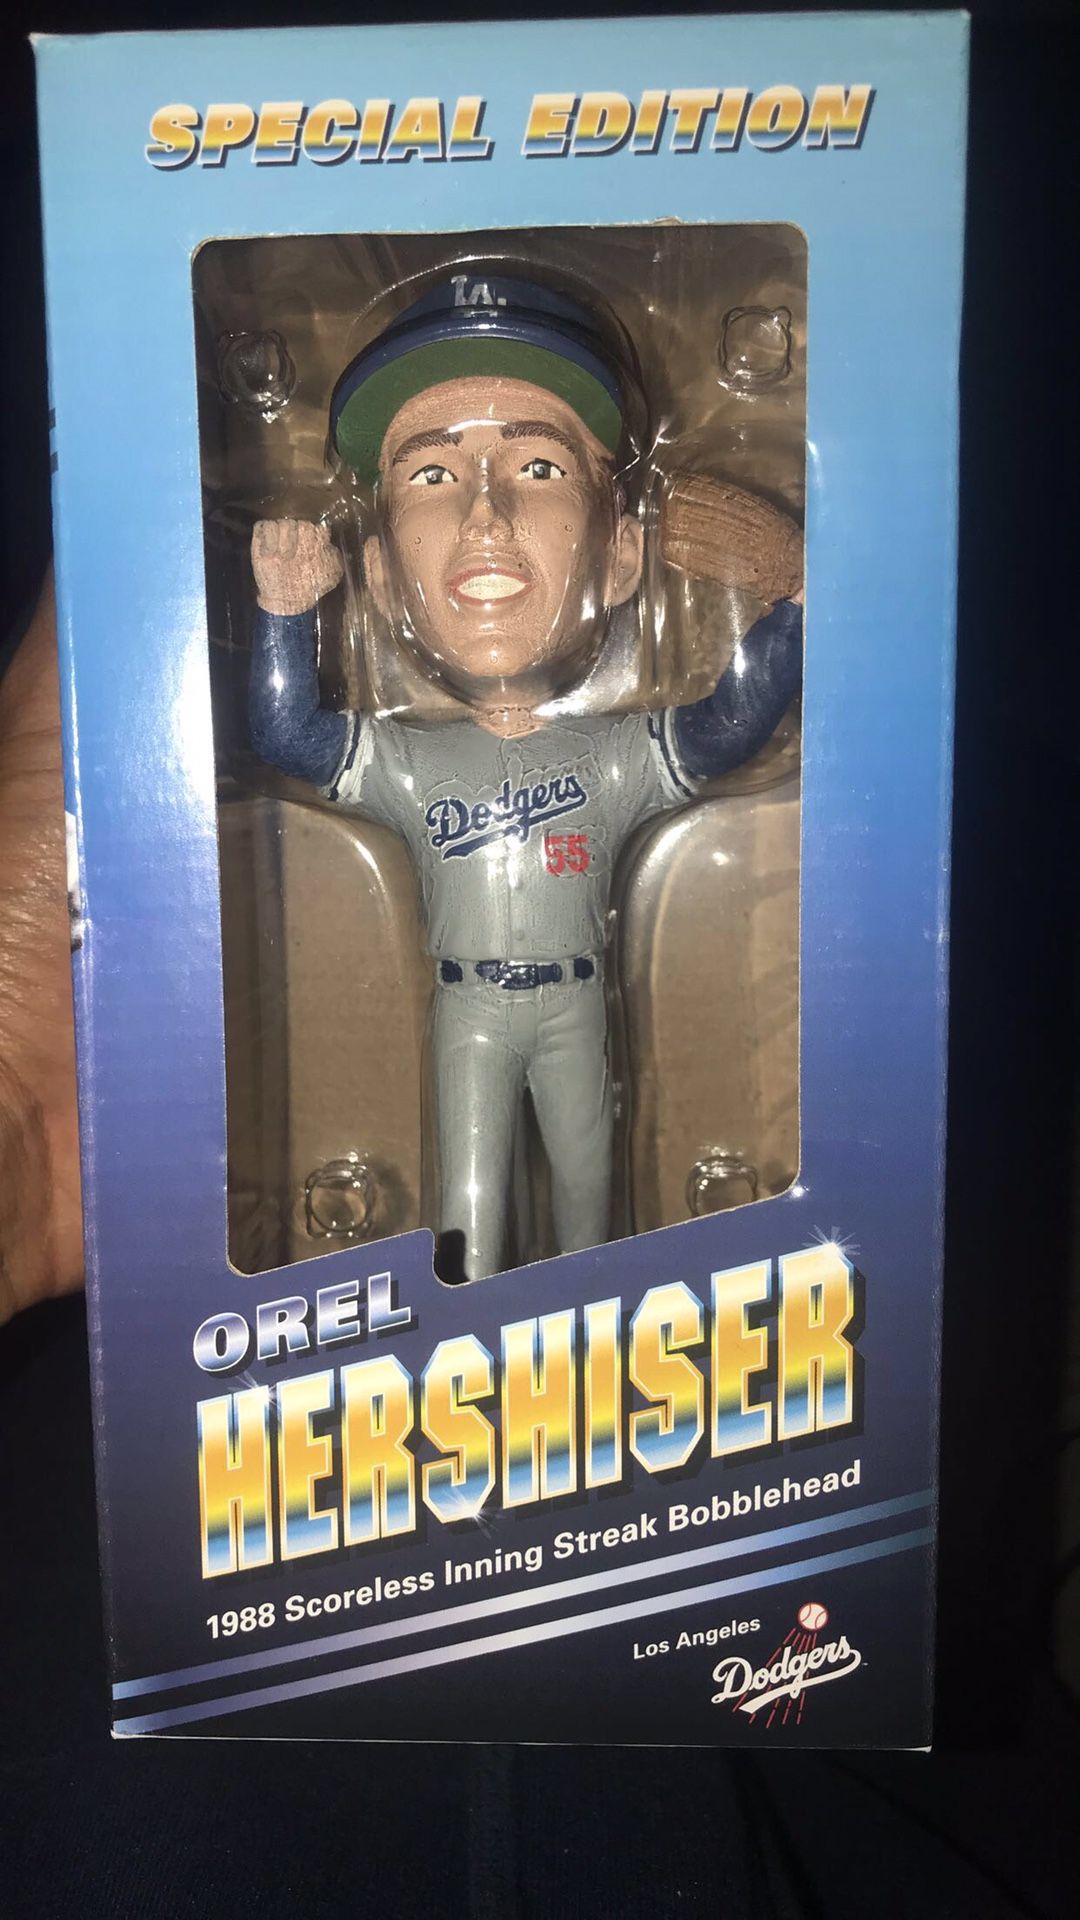 SPECIAL EDITION
LA
Dodgers
55
OREL
HERSHISER
1988 Scoreless Inning Streak Bobblehead
Los Angeles
Dodgers